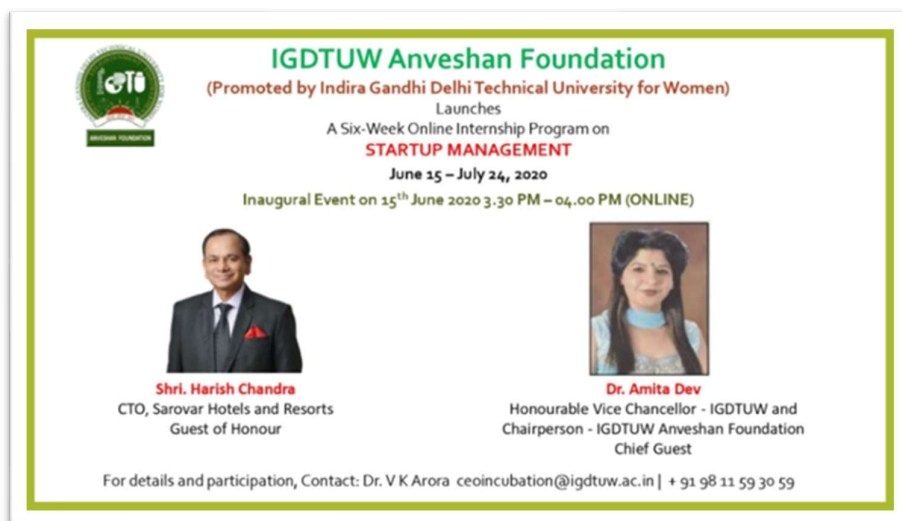 IGDTUW Anveshan Foundation
(Promoted by Indira Gandhi Delhi Technical University for Women)
Launches
A Six-Week Online Internship Program on
STARTUP MANAGEMENT
June 15 – July 24, 2020
Inaugural Event on 15th June 2020 3.30 PM – 04.00 PM (ONLINE)
ANVESHAN FOUNDATION
Shri. Harish Chandra
CTO, Sarovar Hotels and Resorts
Guest of Honour
Dr. Amita Dev
Honourable Vice Chancellor - IGDTUW and
Chairperson - IGDTUW Anveshan Foundation
Chief Guest
For details and participation, Contact: Dr. V K Arora ceoincubation@igdtuw.ac.in | + 91 98 11 59 30 59